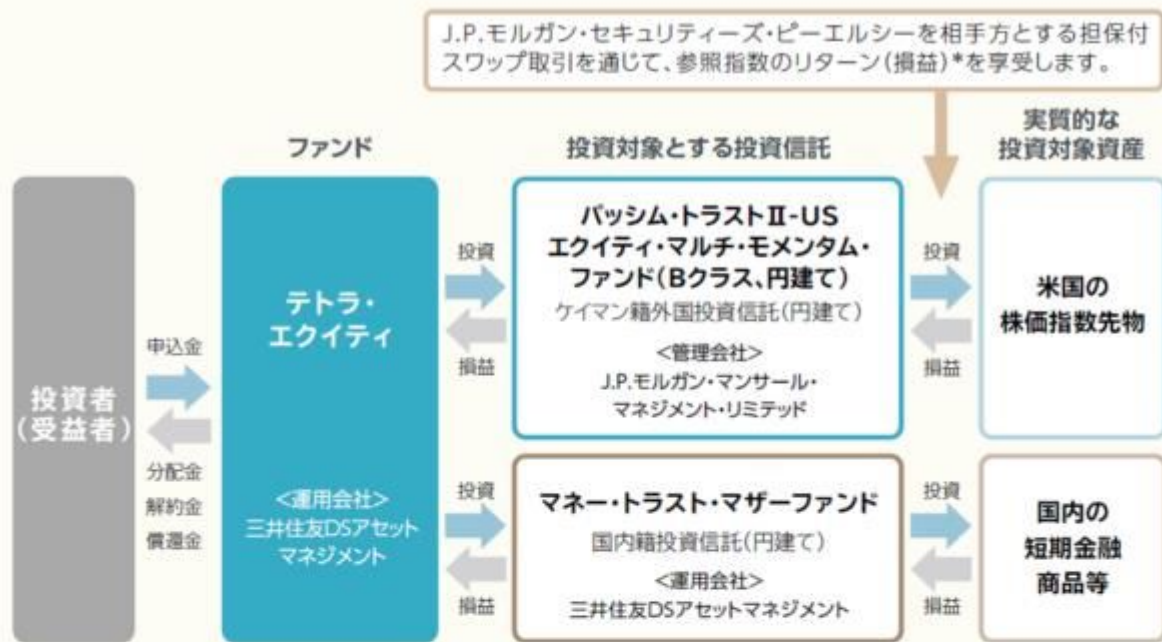 J.P.モルガン・セキュリティーズ・ピーエルシーを相手方とする担保付
スワップ取引を通じて、参照指数のリターン(損益)*を享受します。
ファンド
投資対象とする投資信託
実質的な
投資対象資産
投資者
(受益者)
申込金
分配金
解約金
償還金
テトラ・
エクイティ
<運用会社>
三井住友DSアセット
マネジメント
投資
損益
パッシム・トラストⅡ-US
エクイティ・マルチ・モメンタム・
ファンド(Bクラス、円建て)
ケイマン籍外国投資信託(円建て)
<管理会社>
J.P.モルガン・マンサール・
マネジメント・リミテッド
投資
損益
米国の
株価指数先物
投資
損益
マネー・トラスト・マザーファンド
国内籍投資信託(円建て)
<運用会社>
三井住友DSアセットマネジメント
投資
損益
国内の
短期金融
商品等